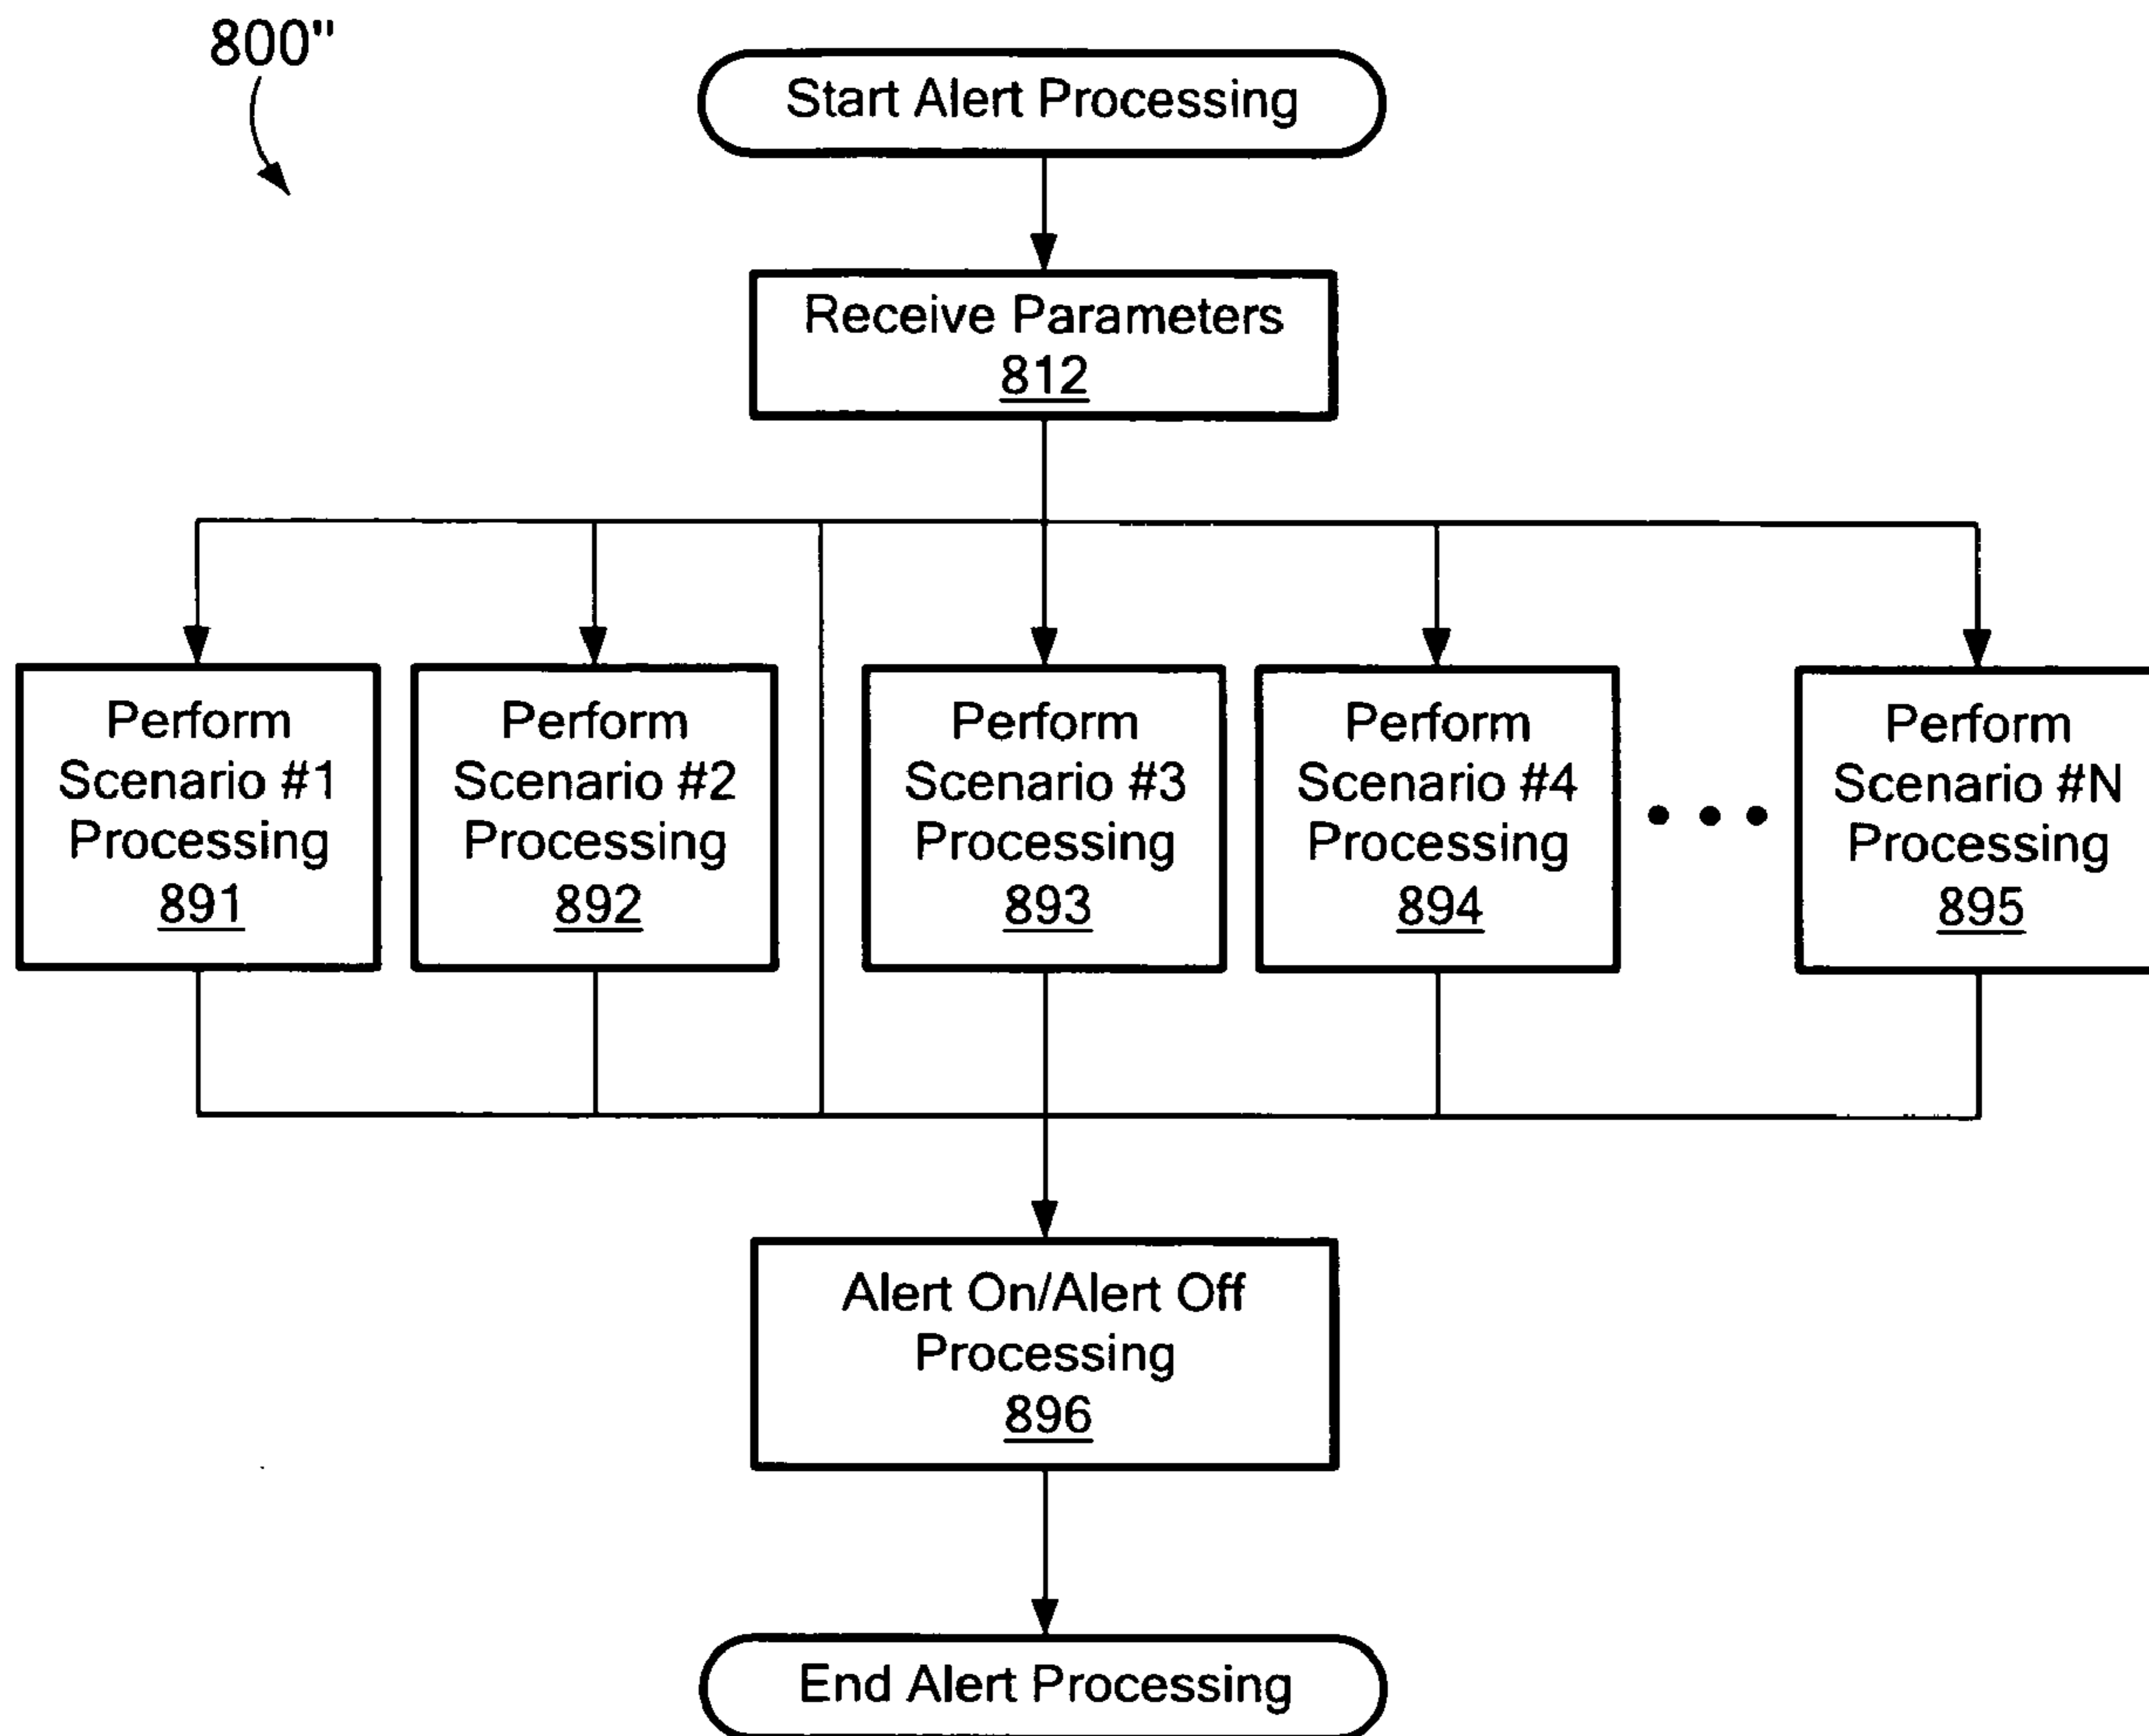 800"
Start Alert Processing
Receive Parameters
812
Perform
Scenario #1
Processing
891
Perform
Scenario #2
Processing
892
Perform
Scenario #3
Processing
893
Perform
Scenario #4
Processing
894
Perform
Scenario #N
Processing
895
Alert On/Alert Off
Processing
896
End Alert Processing